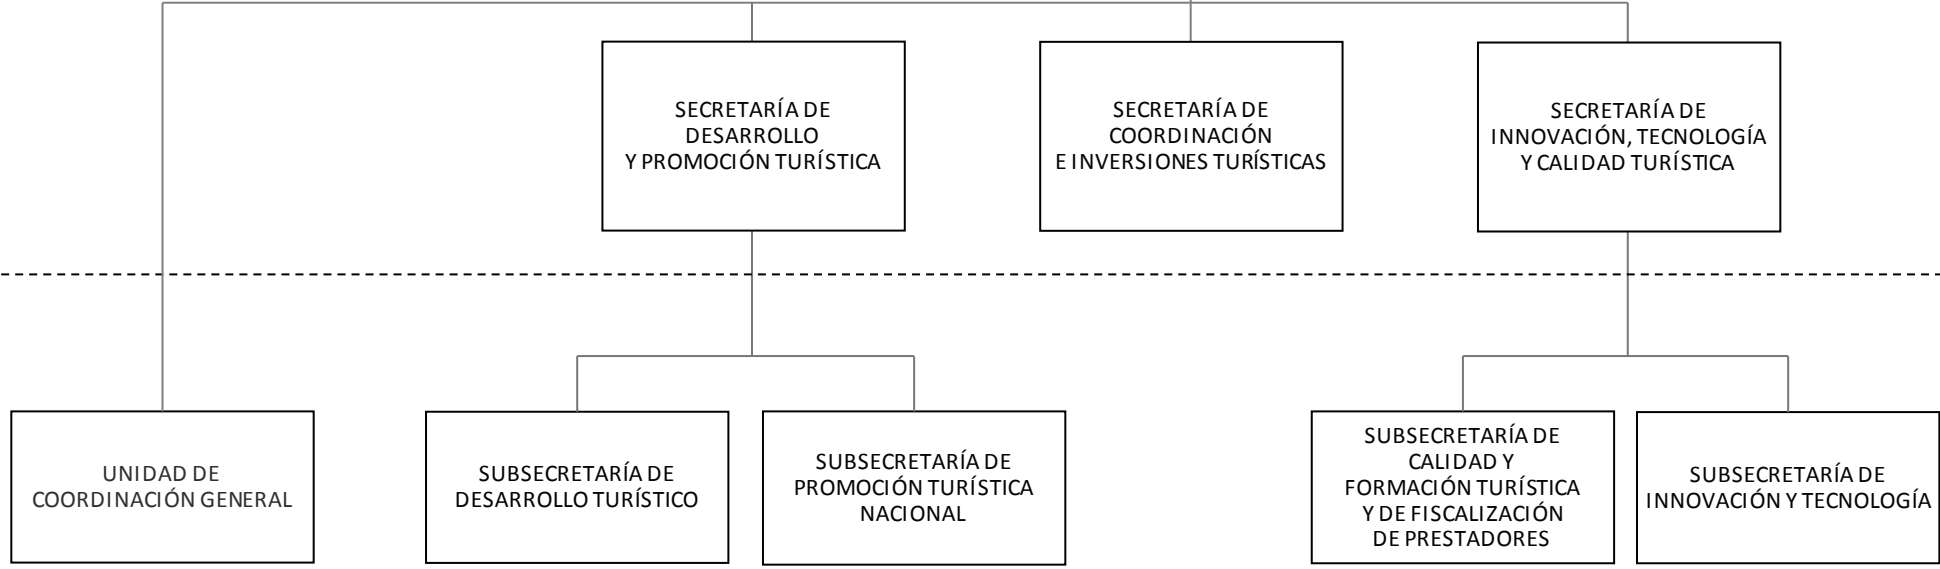 SECRETARÍA DE
DESARROLLO
Y PROMOCIÓN TURÍSTICA
SECRETARÍA DE
COORDINACIÓN
E INVERSIONES TURÍSTICAS
SECRETARÍA DE
INNOVACIÓN, TECNOLOGÍA
Y CALIDAD TURÍSTICA
UNIDAD DE
COORDINACIÓN GENERAL
SUBSECRETARÍA DE
DESARROLLO TURÍSTICO
SUBSECRETARÍA DE
PROMOCIÓN TURÍSTICA
NACIONAL
SUBSECRETARÍA DE
CALIDAD Y
FORMACIÓN TURÍSTICA
Y DE FISCALIZACIÓN
DE PRESTADORES
SUBSECRETARÍA DE
INNOVACIÓN Y TECNOLOGÍA